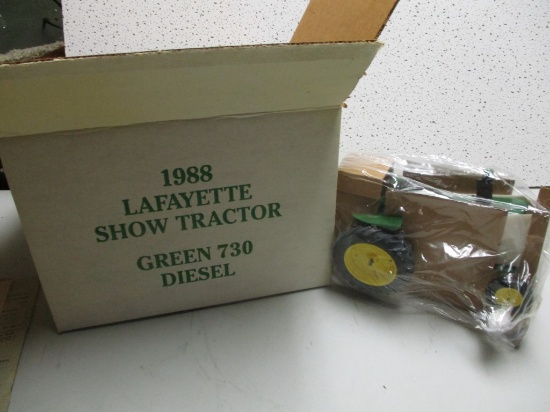 1988
LAFAYETTE
SHOW TRACTOR
GREEN 730
DIESEL